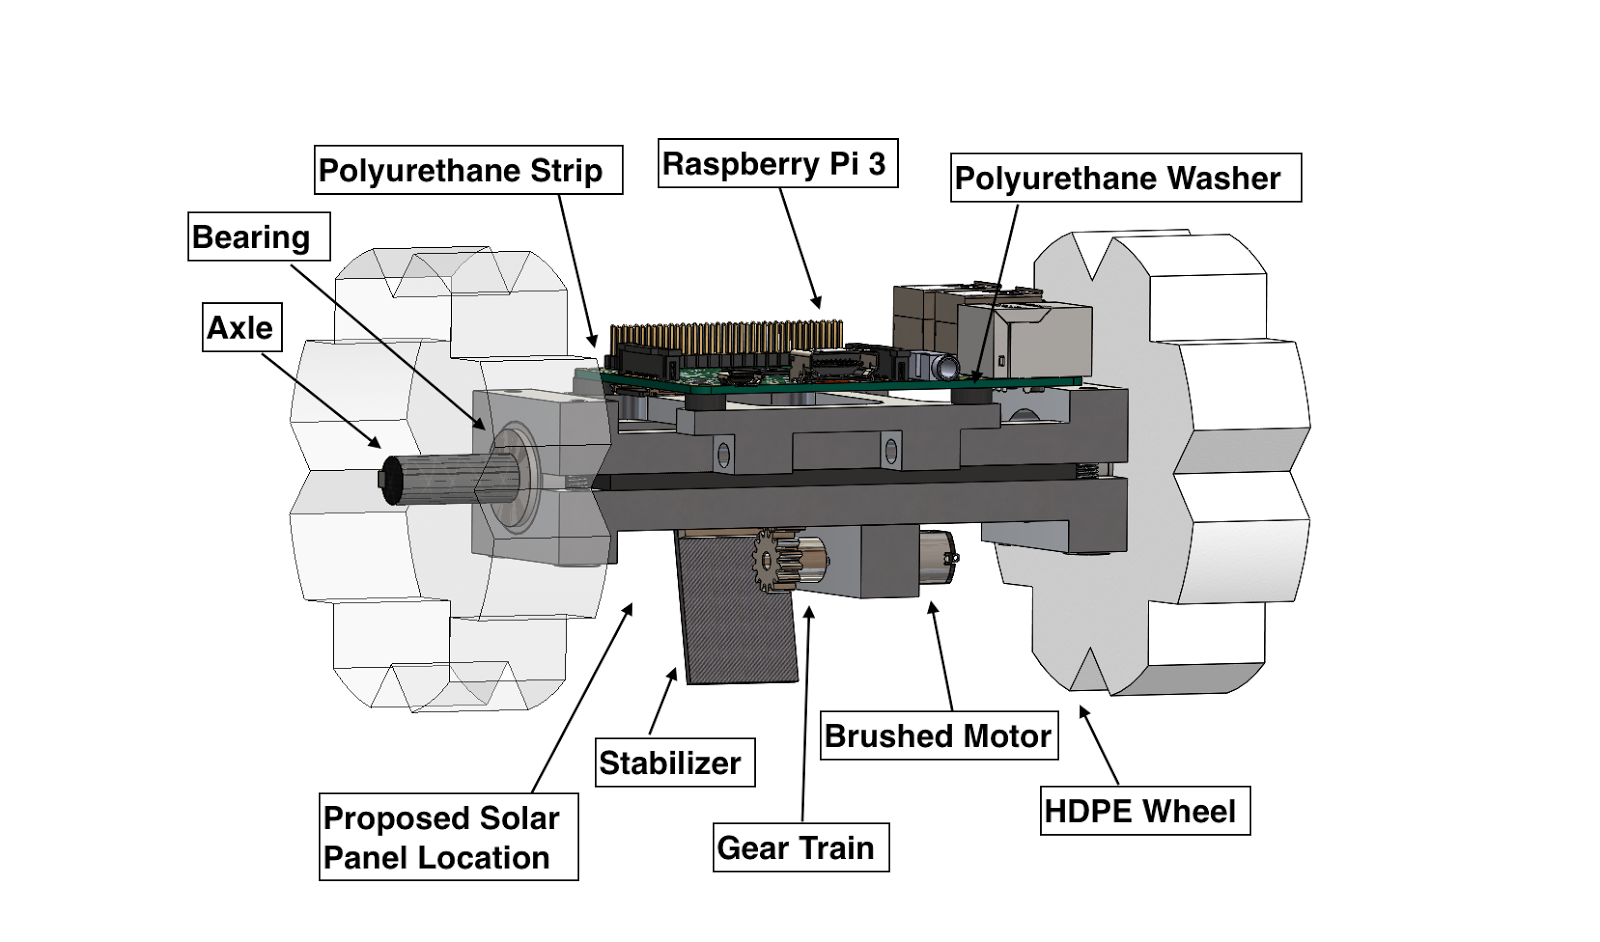 Polyurethane Strip
Raspberry Pi 3
Polyurethane Washer
Bearing
Axle
Brushed Motor
Stabilizer
HDPE Wheel
Proposed Solar
Panel Location
Gear Train